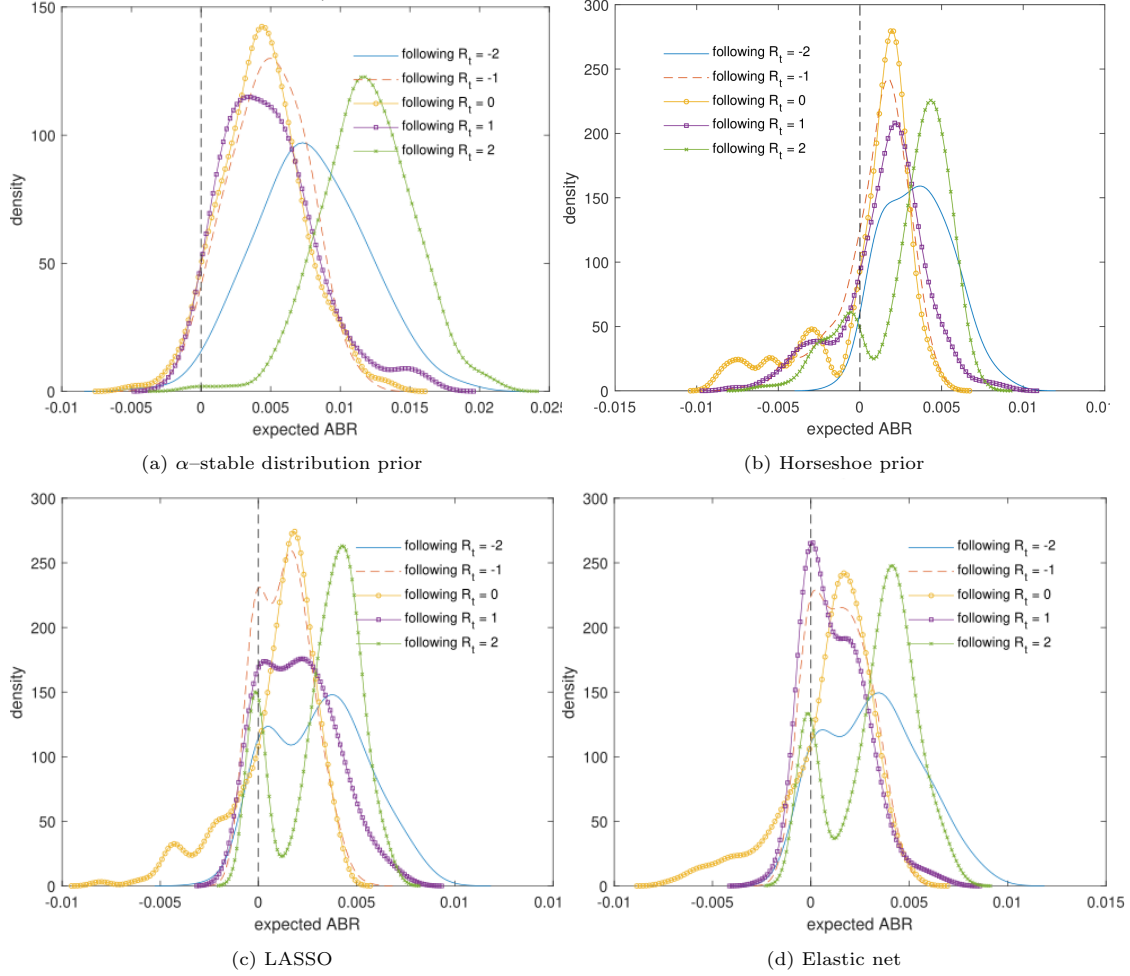 150
100
50
0
-0.01
-0.005
0
0.005
0.01
0.015
0.02
0.025
density
expected ABR
following R_t = -2
following R_t = -1
following R_t = 0
following R_t = 1
following R_t = 2
(a) α–stable distribution prior
300
250
200
150
100
50
0
-0.015
-0.01
-0.005
0
0.005
0.01
density
expected ABR
following R_t = -2
following R_t = -1
following R_t = 0
following R_t = 1
following R_t = 2
(b) Horseshoe prior
300
250
200
150
100
50
0
-0.01
-0.005
0
0.005
0.01
0.01
density
expected ABR
following R_t = -2
following R_t = -1
following R_t = 0
following R_t = 1
following R_t = 2
(c) LASSO
300
250
200
150
100
50
0
-0.01
-0.005
0
0.005
0.01
0.015
density
expected ABR
following R_t = -2
following R_t = -1
following R_t = 0
following R_t = 1
following R_t = 2
(d) Elastic net